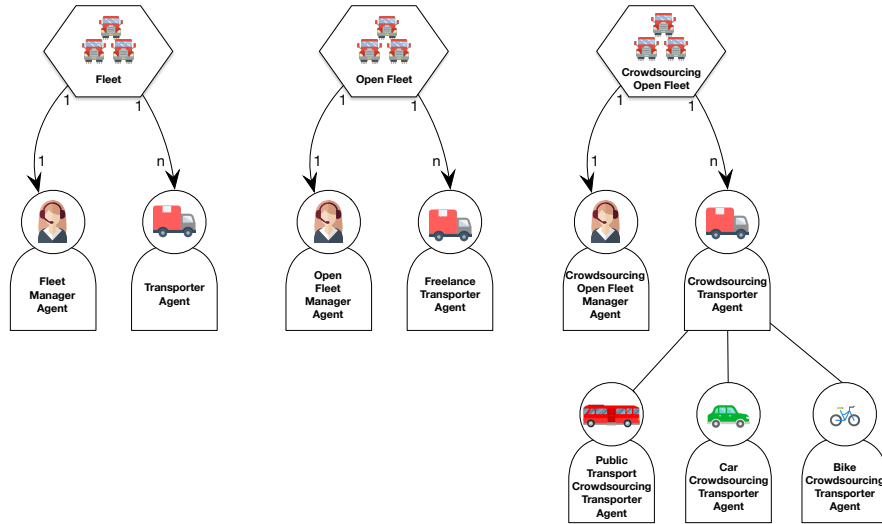 Fleet
1
1
1
n
Fleet
Manager
Agent
Transporter
Agent
Open Fleet
1
1
1
n
Open
Fleet
Manager
Agent
Freelance
Transporter
Agent
Crowdsourcing
Open Fleet
1
1
1
n
Crowdsourcing
Open Fleet
Manager
Agent
Crowdsourcing
Transporter
Agent
Public
Transport
Crowdsourcing
Transporter
Agent
Car
Crowdsourcing
Transporter
Agent
Bike
Crowdsourcing
Transporter
Agent